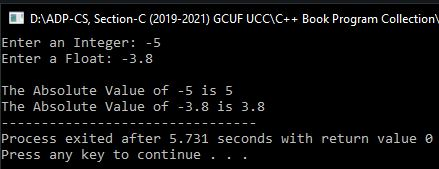 D:\ADP-CS, Section-C (2019-2021) GCUF UCC\C++ Book Program Collection\
Enter an Integer: -5
Enter a Float: -3.8
The Absolute Value of -5 is 5
The Absolute Value of -3.8 is 3.8
--------------------------------
Process exited after 5.731 seconds with return value 0
Press any key to continue . . .